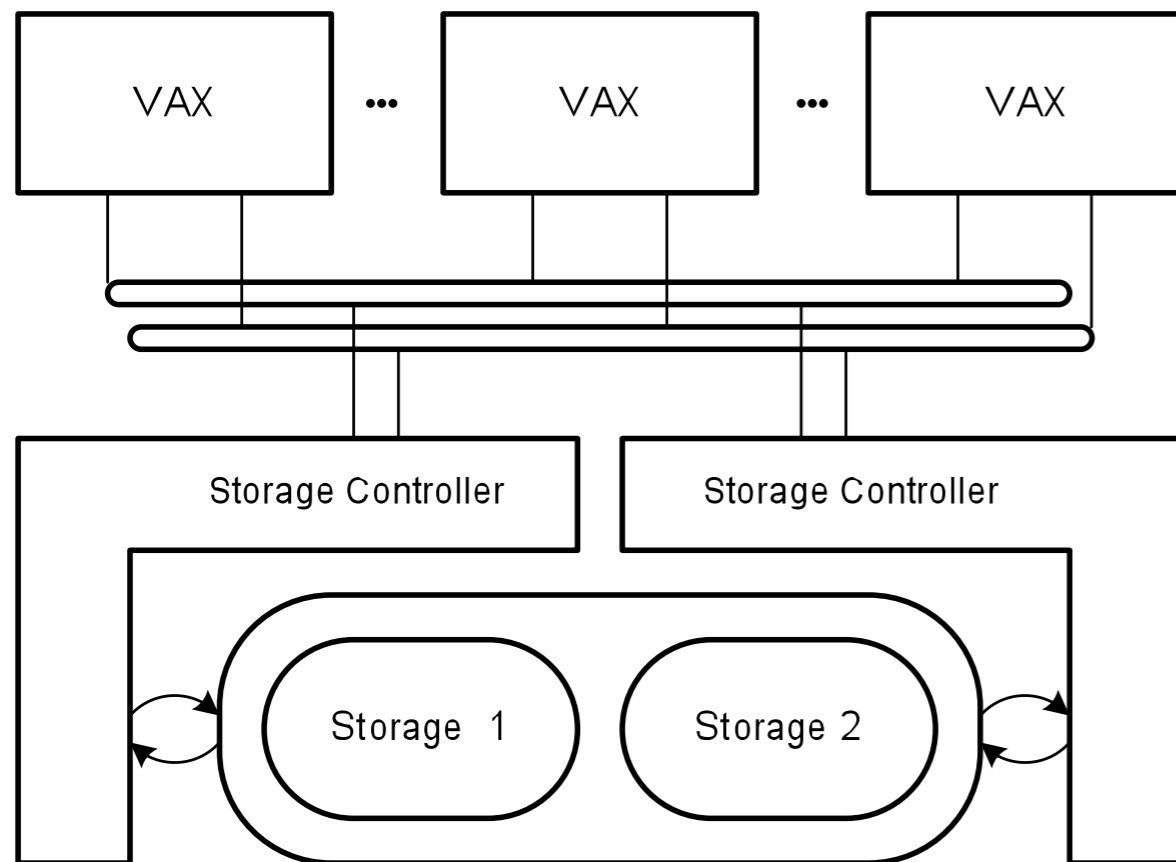 VAX ... VAX ... VAX
Storage Controller Storage Controller
Storage 1 Storage 2